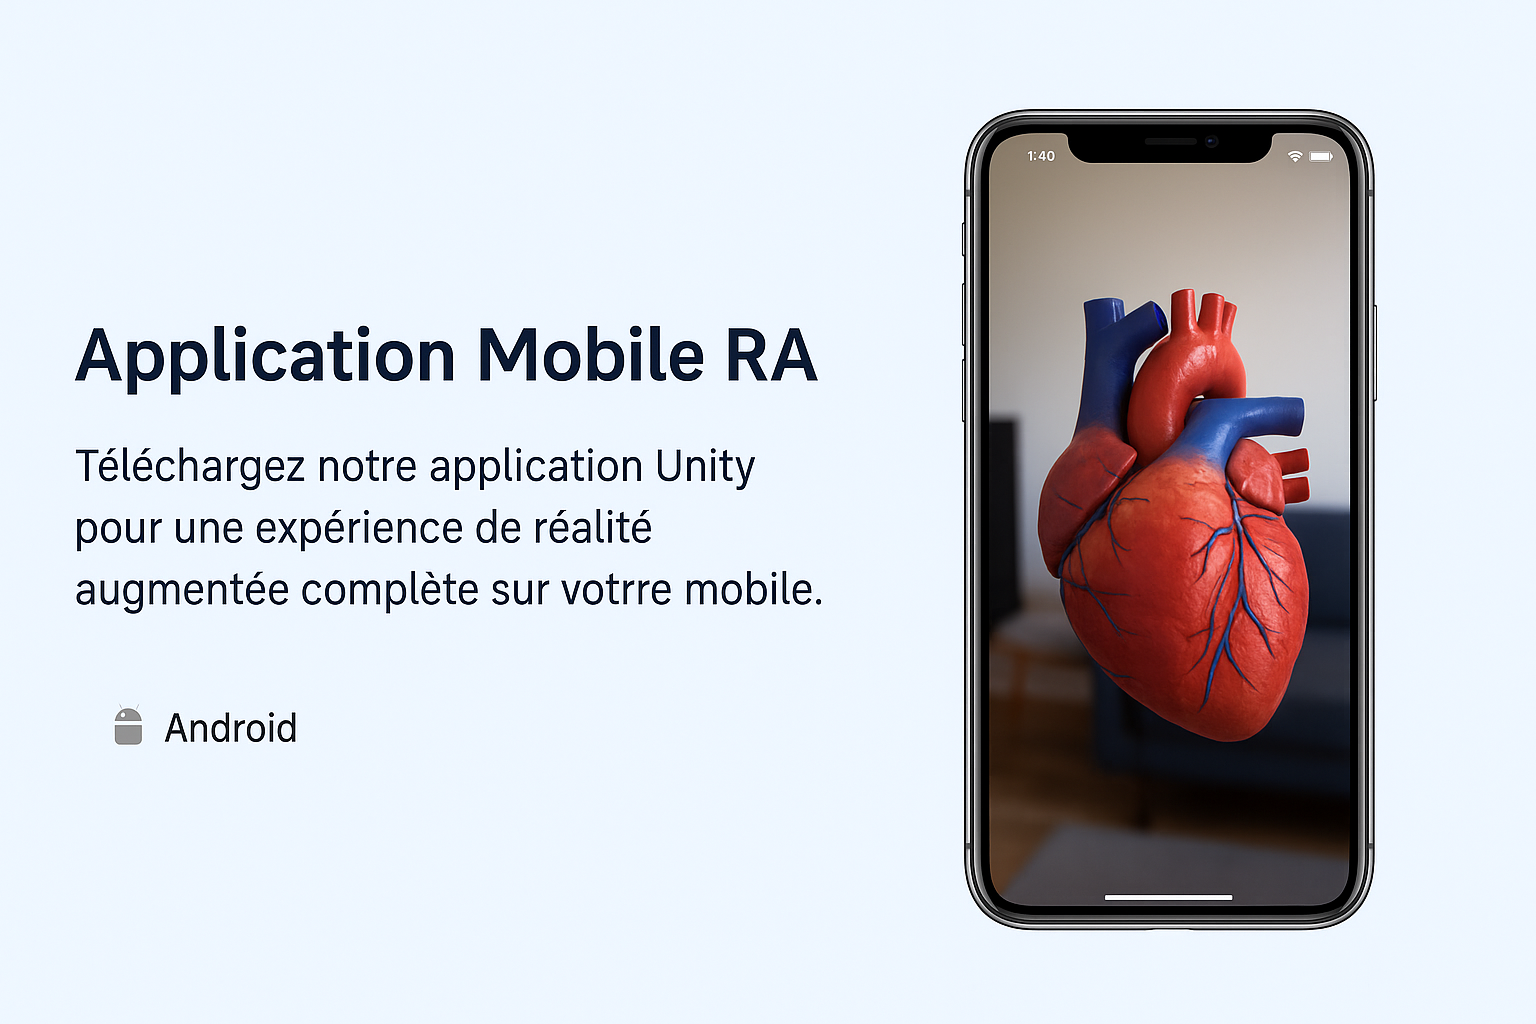 Application Mobile RA
Téléchargez notre application Unity
pour une expérience de réalité
augmentée complète sur votrre mobile.
Android
1:40